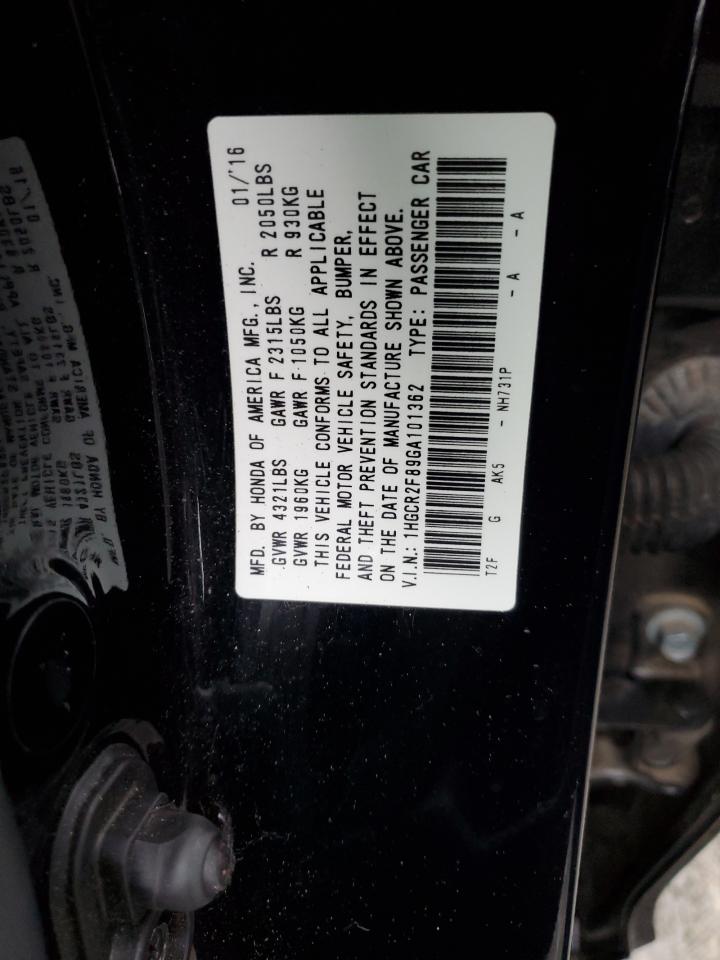 MFD. BY HONDA OF AMERICA MFG., INC. 01/'16
GVWR 4321LBS GAWR F 2315LBS R 2050LBS
GVWR 1960KG GAWR F 1050KG R 930KG
THIS VEHICLE CONFORMS TO ALL APPLICABLE
FEDERAL MOTOR VEHICLE SAFETY, BUMPER,
AND THEFT PREVENTION STANDARDS IN EFFECT
ON THE DATE OF MANUFACTURE SHOWN ABOVE.
V.I.N.: 1HGCR2F89GA101362 TYPE: PASSENGER CAR
T2F G AK5 - NH731P - A - A